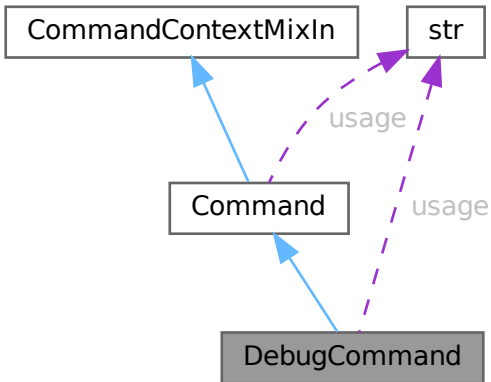 CommandContextMixIn
str
usage
Command
usage
DebugCommand